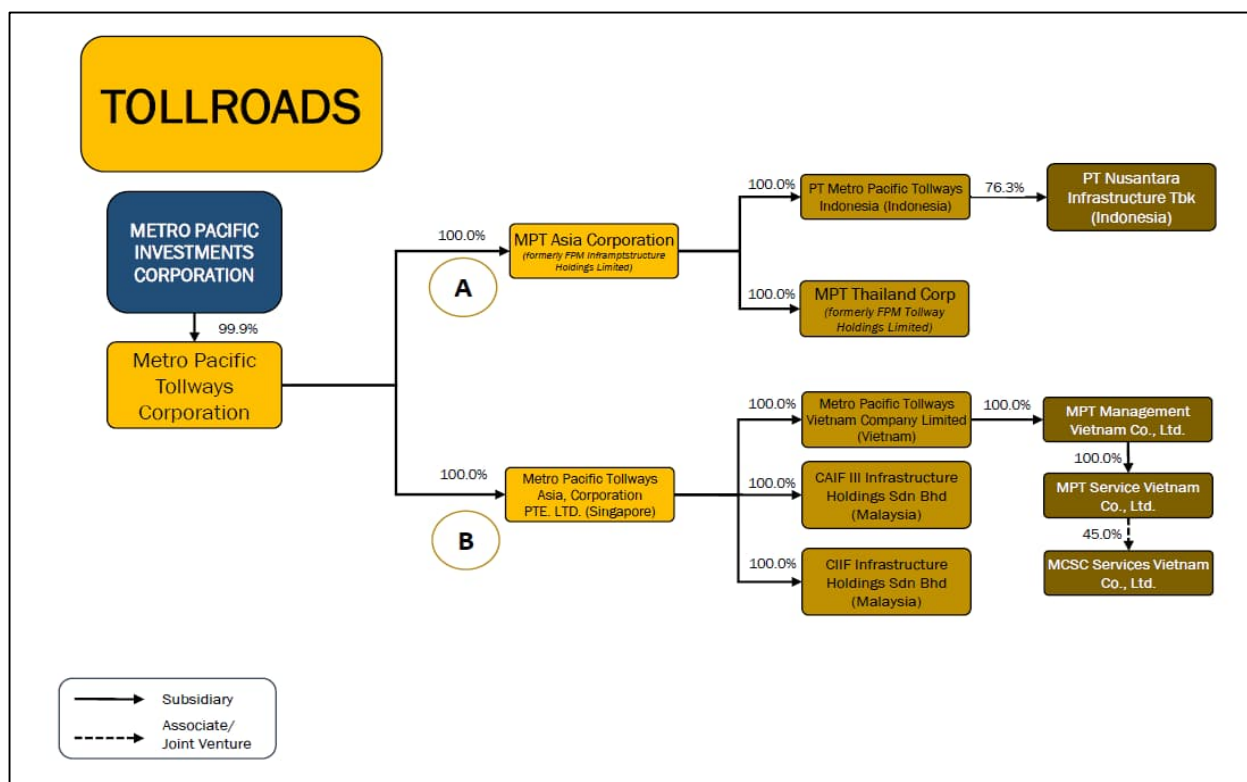 TOLLROADS
METRO PACIFIC
INVESTMENTS
CORPORATION
99.9%
Metro Pacific
Tollways
Corporation
100.0%
A
MPT Asia Corporation
(formerly FPM Inframptstructure
Holdings Limited)
100.0%
PT Metro Pacific Tollways
Indonesia (Indonesia)
76.3%
PT Nusantara
Infrastructure Tbk
(Indonesia)
100.0%
MPT Thailand Corp
(formerly FPM Tollway
Holdings Limited)
100.0%
B
Metro Pacific Tollways
Asia, Corporation
PTE. LTD. (Singapore)
100.0%
Metro Pacific Tollways
Vietnam Company Limited
(Vietnam)
100.0%
MPT Management
Vietnam Co., Ltd.
100.0%
MPT Service Vietnam
Co., Ltd.
45.0%
MCSC Services Vietnam
Co., Ltd.
100.0%
CAIF III Infrastructure
Holdings Sdn Bhd
(Malaysia)
100.0%
CIIF Infrastructure
Holdings Sdn Bhd
(Malaysia)
Subsidiary
Associate/
Joint Venture